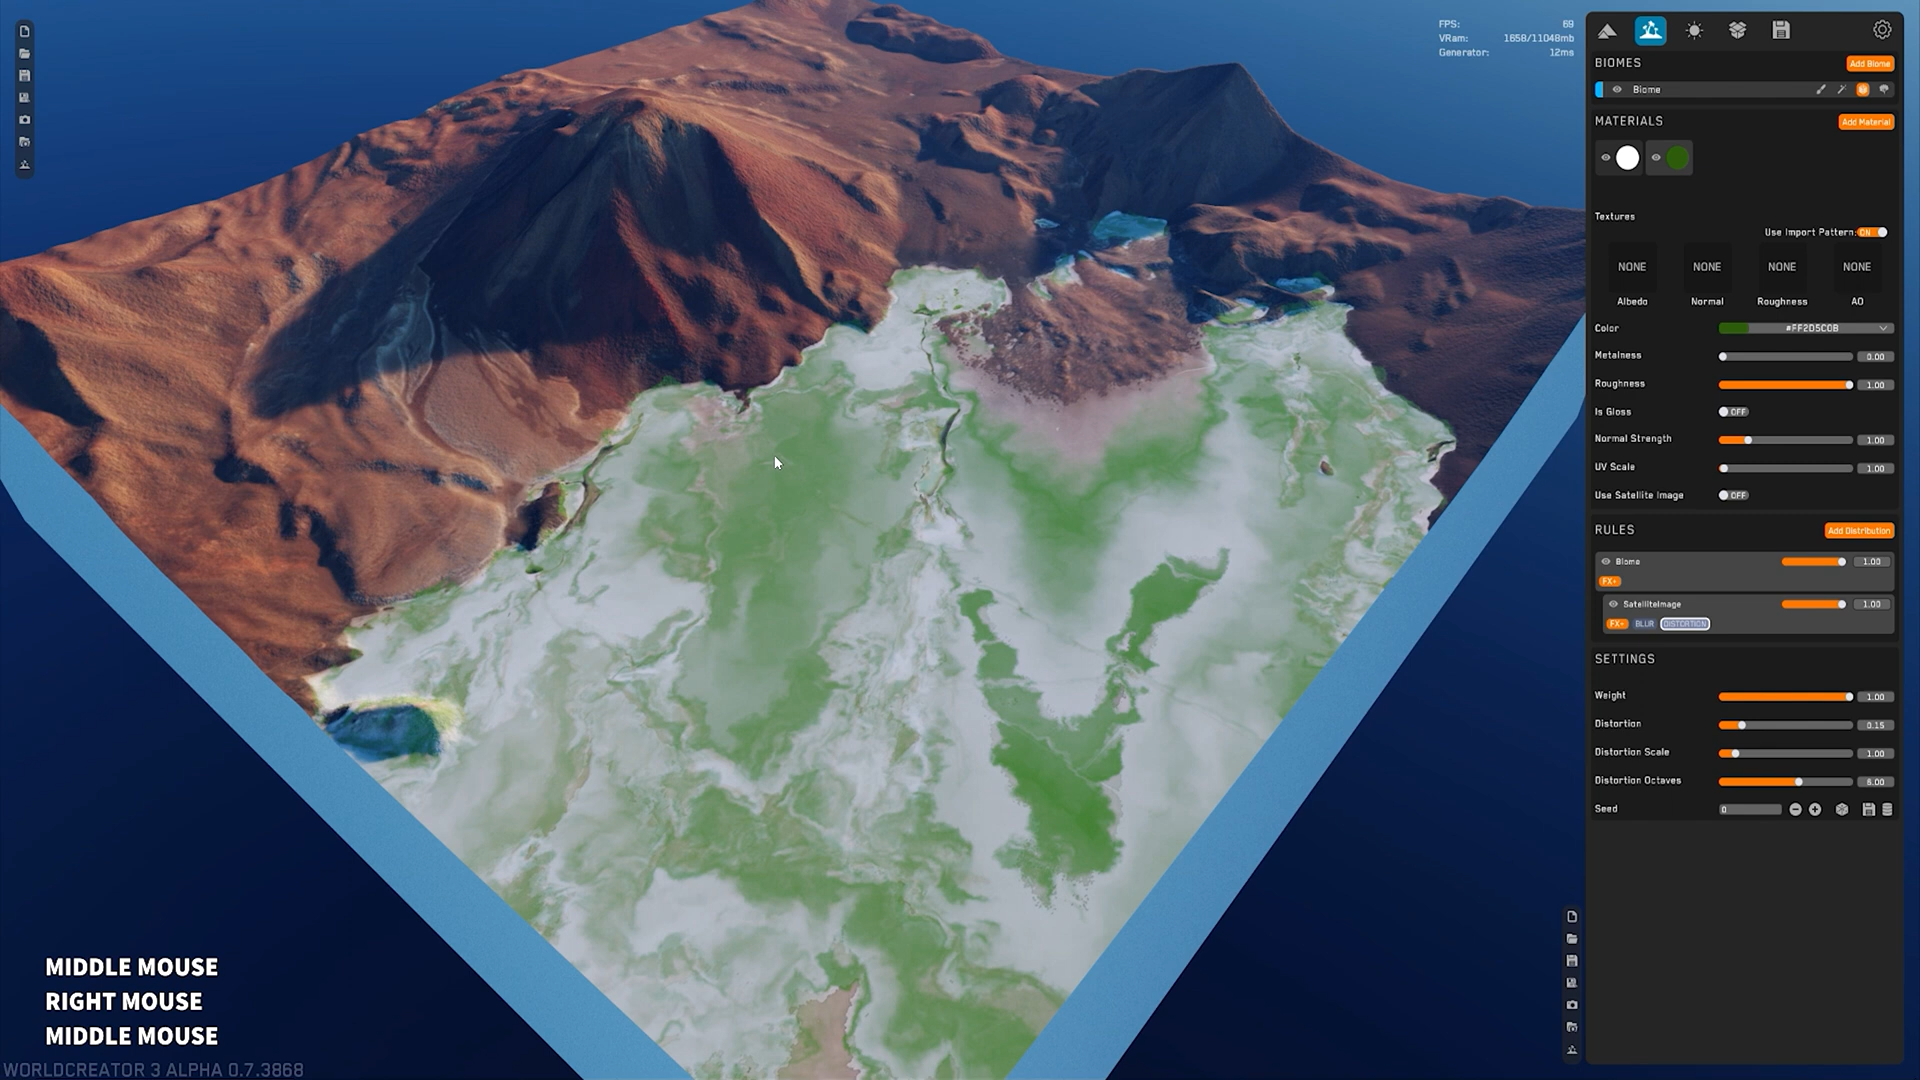 FPS: 69
VRam: 1658/11048mb
Generator: 12ms
BIOMES Add Biome
Biome
MATERIALS Add Material
Textures
Use Import Pattern: ON
NONE NONE NONE NONE
Albedo Normal Roughness AO
Color #FF2D5C0B
Metalness 0.00
Roughness 1.00
Is Gloss OFF
Normal Strength 1.00
UV Scale 1.00
Use Satellite Image OFF
RULES Add Distribution
Biome 1.00
FX+
SatelliteImage 1.00
FX+ BLUR DISTORTION
SETTINGS
Weight 1.00
Distortion 0.15
Distortion Scale 1.00
Distortion Octaves 6.00
Seed 0
MIDDLE MOUSE
RIGHT MOUSE
MIDDLE MOUSE
WORLDCREATOR 3 ALPHA 0.7.3868